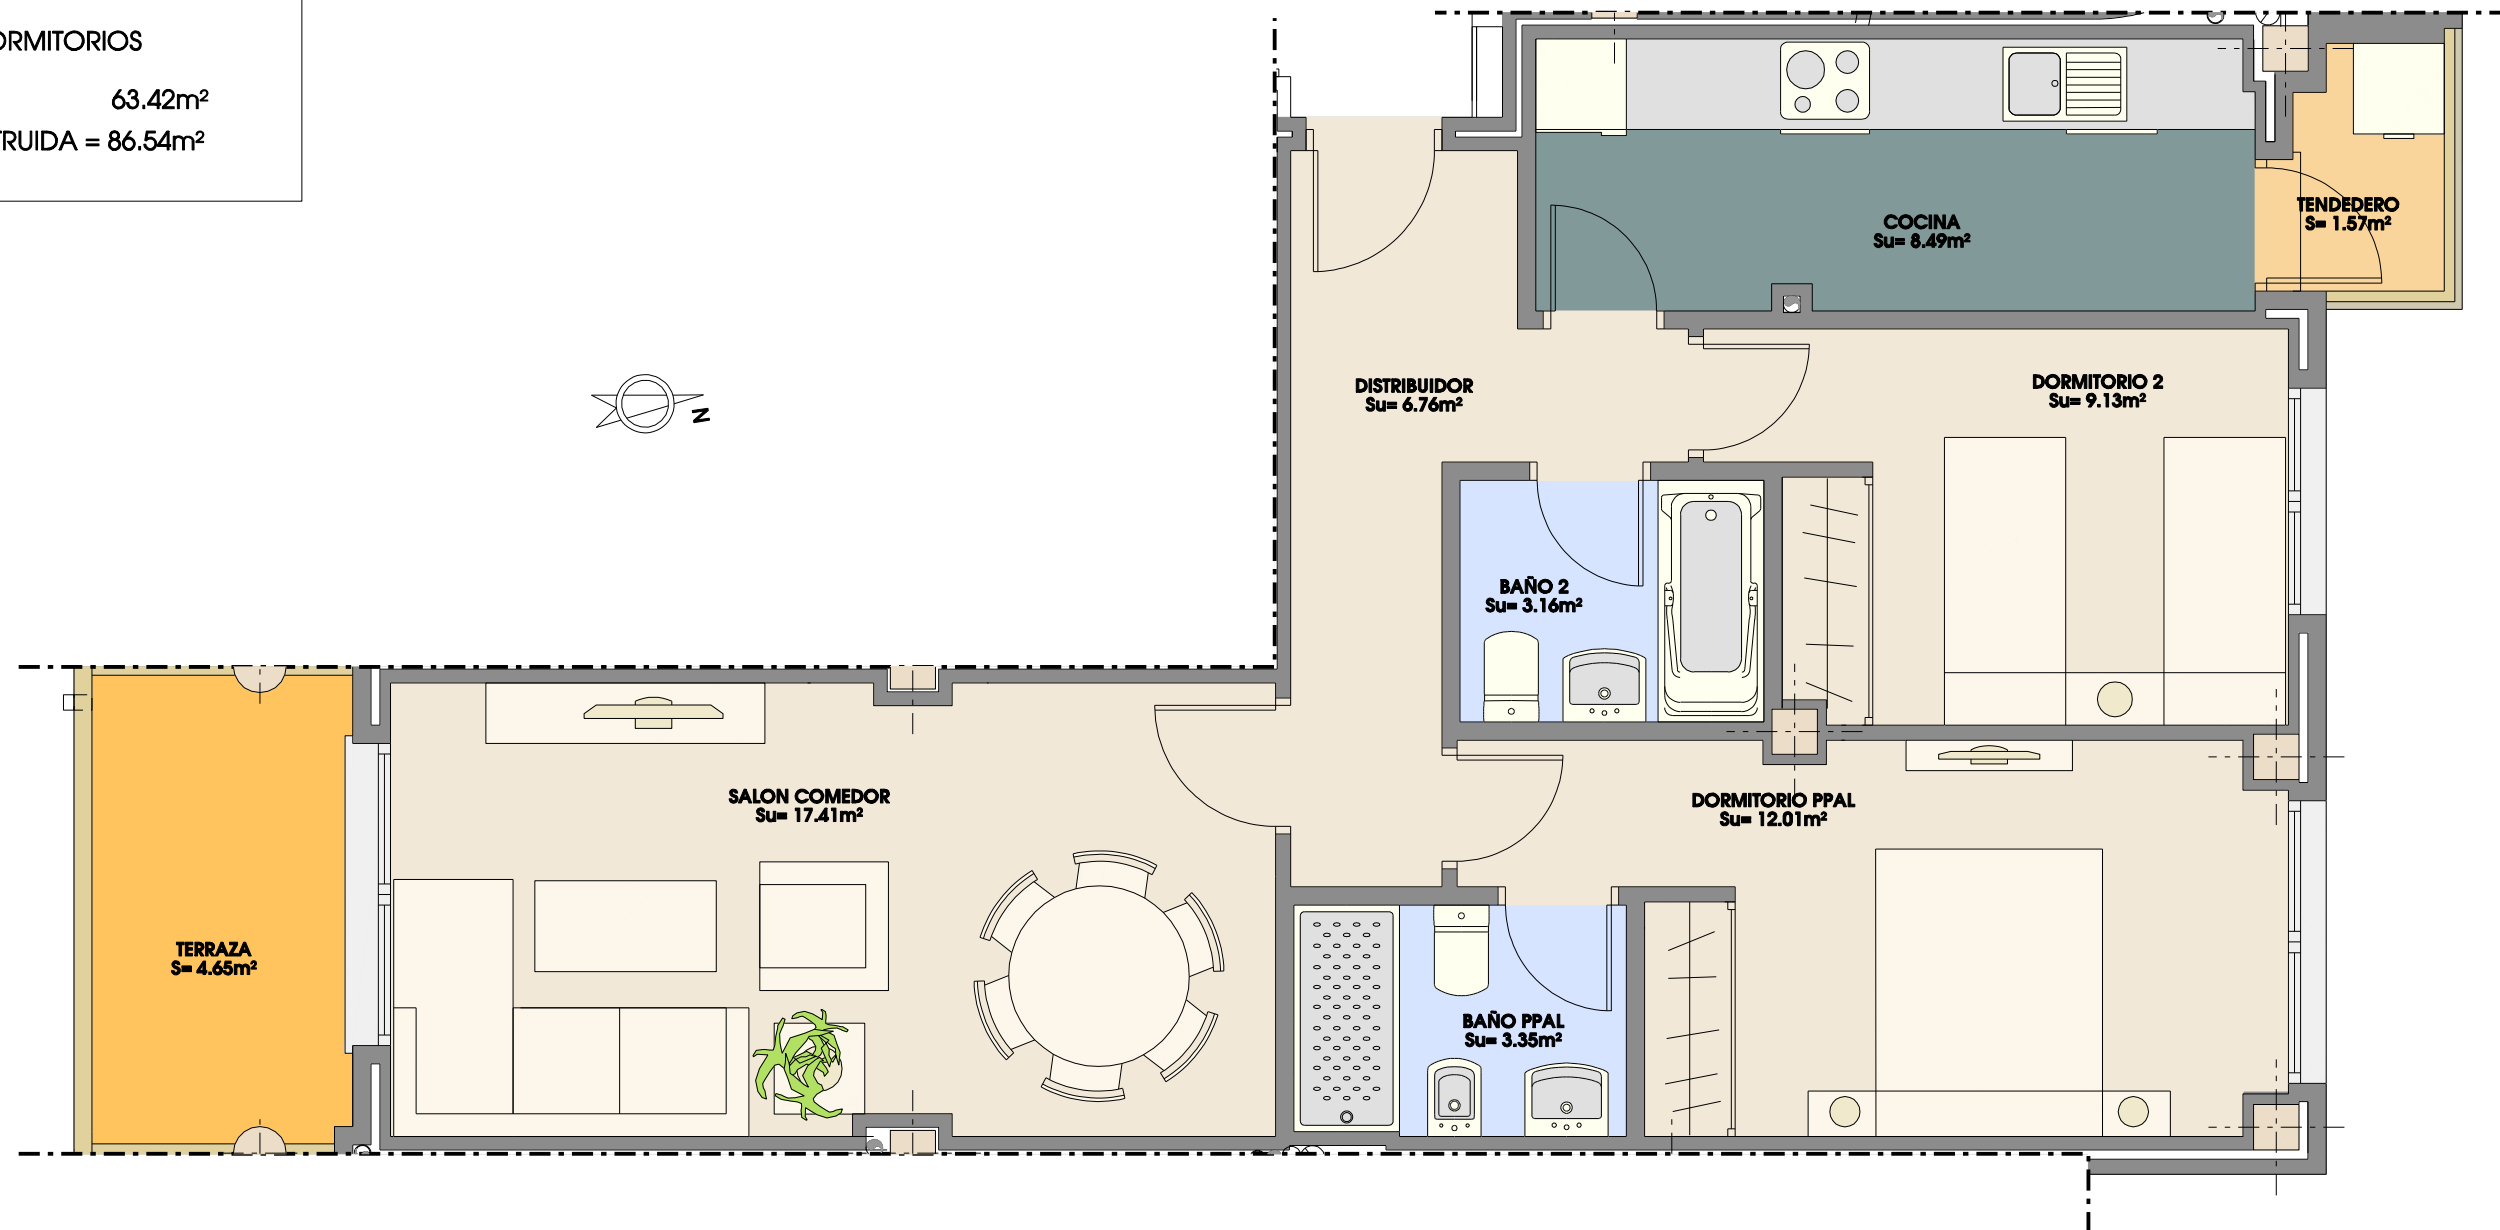 63.42m²
= 86.54m²
COCINA
Su= 8.49m²
TENDEDERO
S= 1.57m²
DISTRIBUIDOR
Su= 6.76m²
DORMITORIO 2
Su= 9.13m²
N
BAÑO 2
Su= 3.16m²
SALON COMEDOR
Su= 17.41m²
DORMITORIO PPAL
Su= 12.01m²
TERRAZA
S= 4.65m²
BAÑO PPAL
Su= 3.35m²